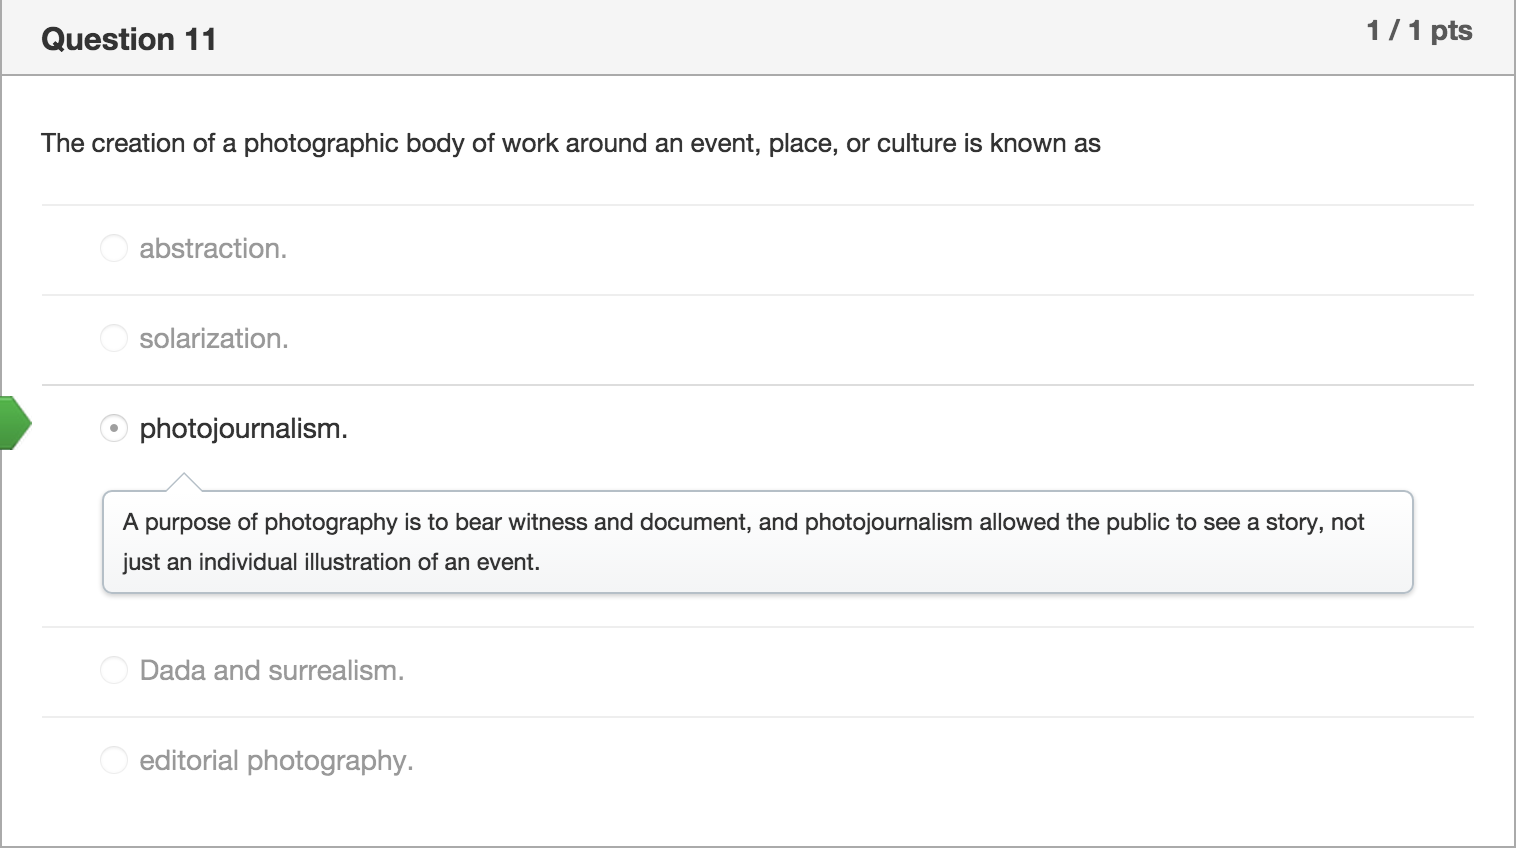 Question 11
1 / 1 pts
The creation of a photographic body of work around an event, place, or culture is known as
abstraction.
solarization.
photojournalism.
A purpose of photography is to bear witness and document, and photojournalism allowed the public to see a story, not
just an individual illustration of an event.
Dada and surrealism.
editorial photography.